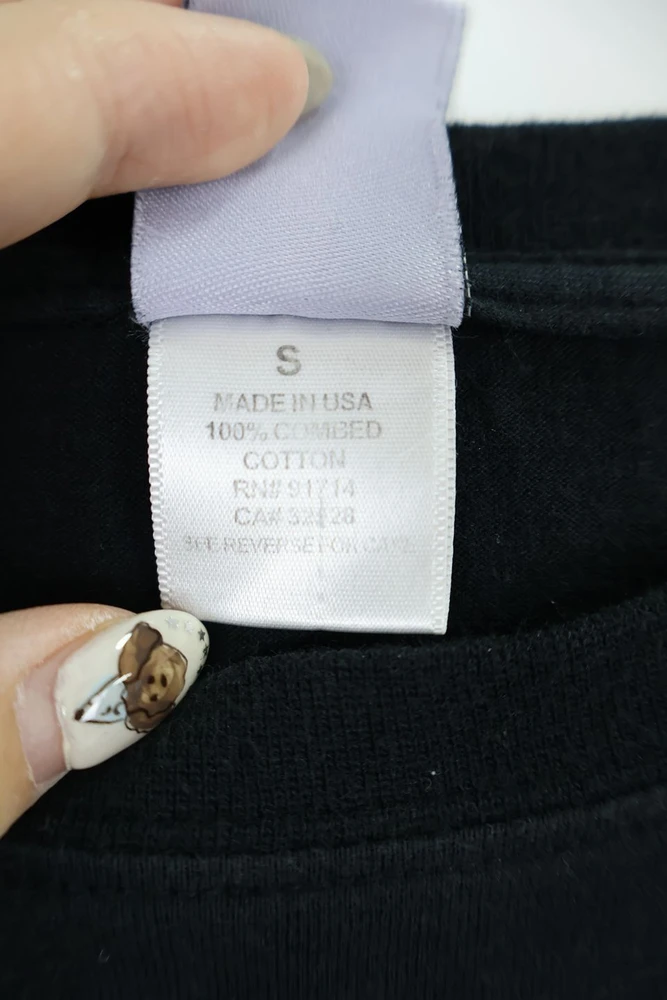 S
MADE IN USA
100% COMBED
COTTON
RN# 91714
CA#
SEE REVERSE FOR CARE